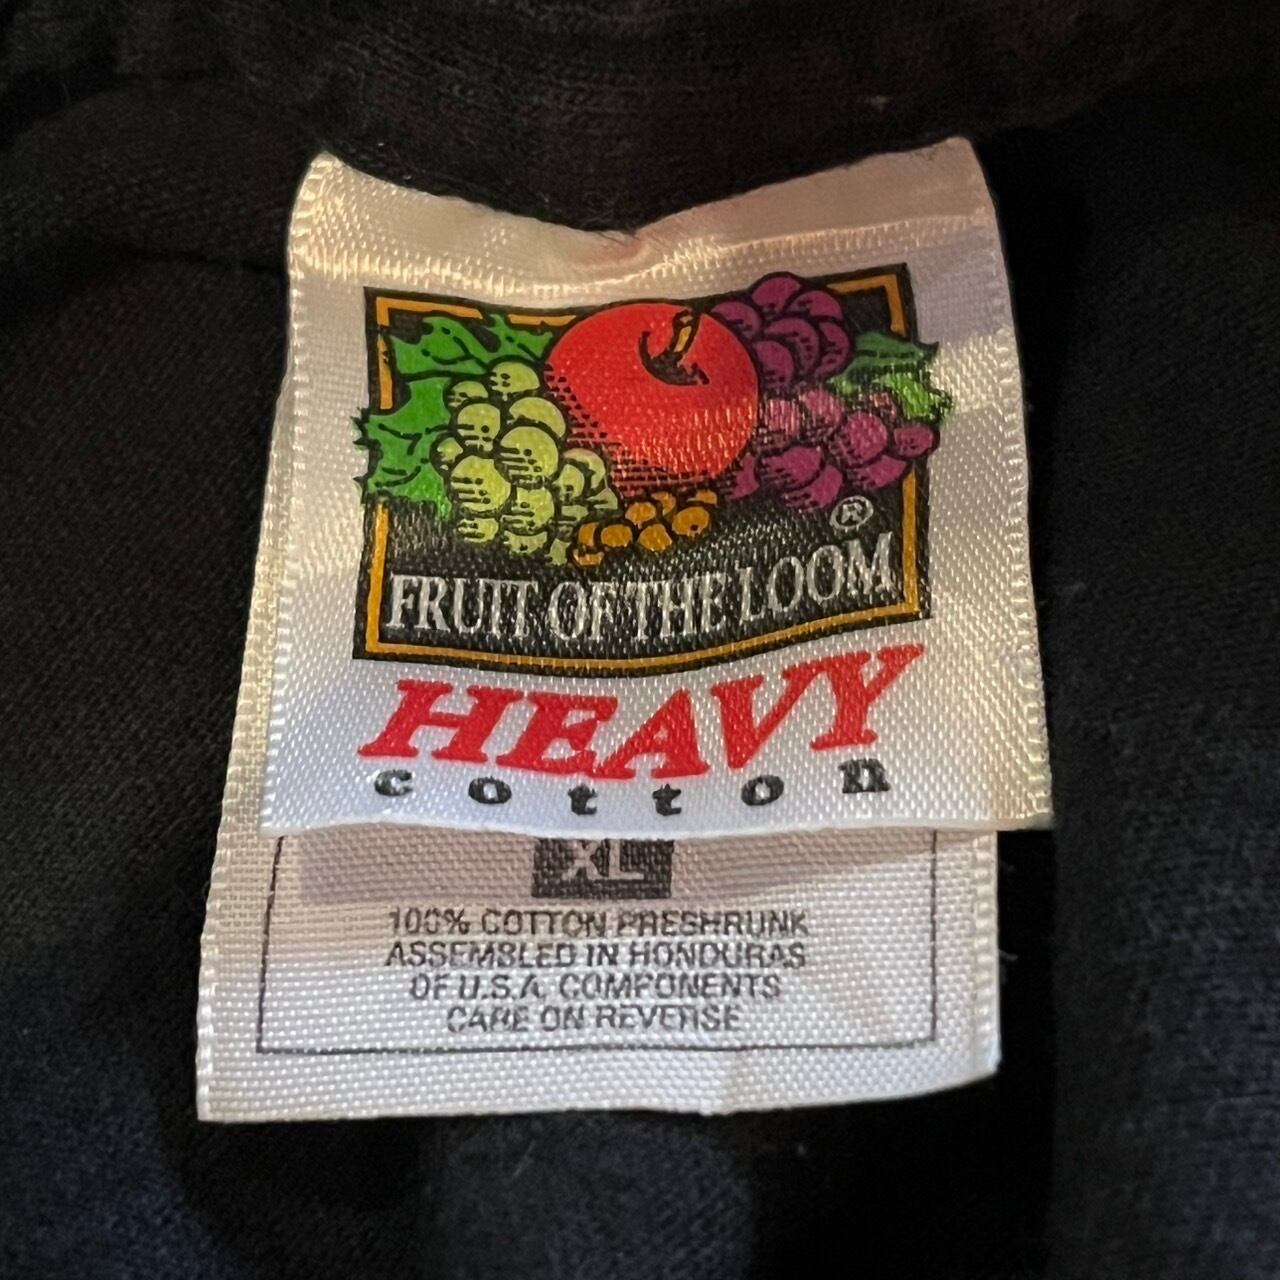 ®
FRUIT OF THE LOOM
HEAVY
cotton
XL
100% COTTON PRESHRUNK
ASSEMBLED IN HONDURAS
OF U.S.A. COMPONENTS
CARE ON REVERSE